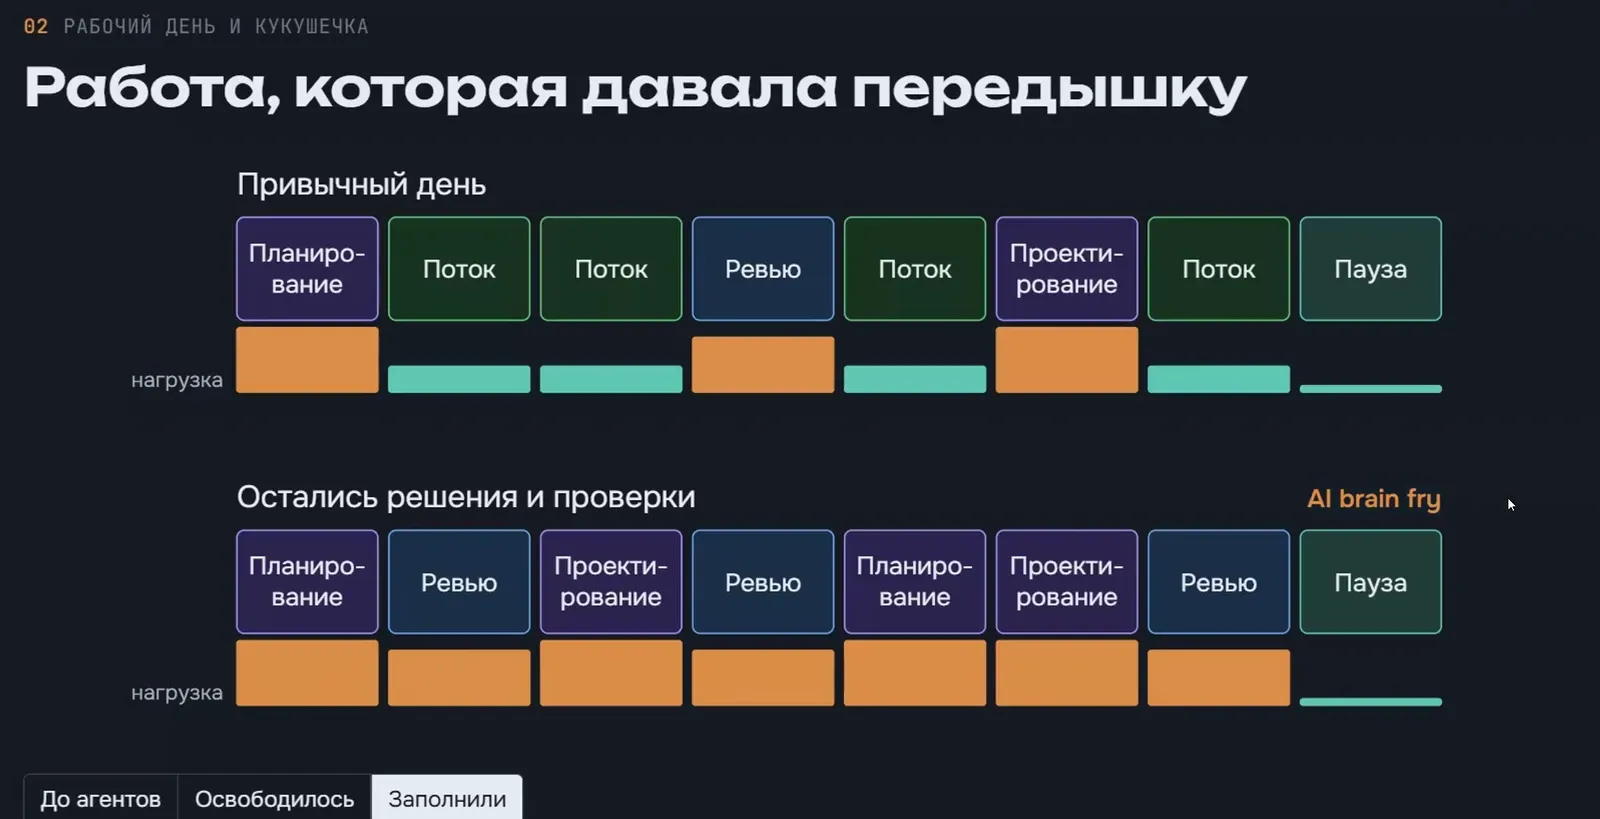 02 РАБОЧИЙ ДЕНЬ И КУКУШЕЧКА
Работа, которая давала передышку
Привычный день
Планиро-
вание
Поток
Поток
Ревью
Поток
Проекти-
рование
Поток
Пауза
нагрузка
Остались решения и проверки
AI brain fry
Планиро-
вание
Ревью
Проекти-
рование
Ревью
Планиро-
вание
Проекти-
рование
Ревью
Пауза
нагрузка
До агентов
Освободилось
Заполнили